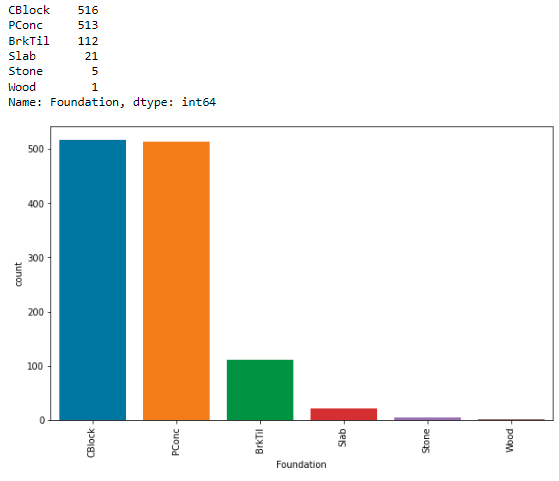 CBlock    516
PConc     513
BrkTil    112
Slab       21
Stone       5
Wood        1
Name: Foundation, dtype: int64
500
400
300
200
100
0
count
CBlock
PConc
BrkTil
Slab
Stone
Wood
Foundation